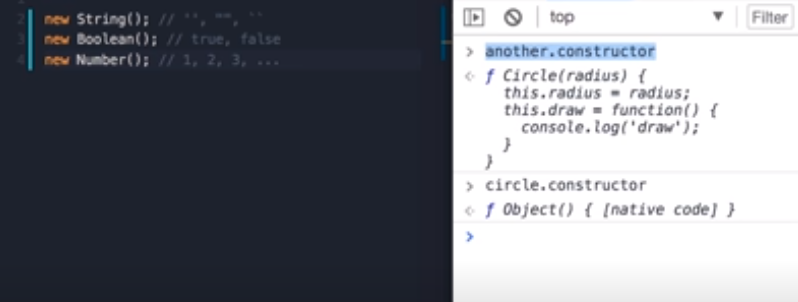 2 new String(); // '', "", ``
3 new Boolean(); // true, false
4 new Number(); // 1, 2, 3, ...
top
Filter
> another.constructor
ƒ Circle(radius) {
this.radius = radius;
this.draw = function() {
console.log('draw');
}
}
> circle.constructor
ƒ Object() { [native code] }
>